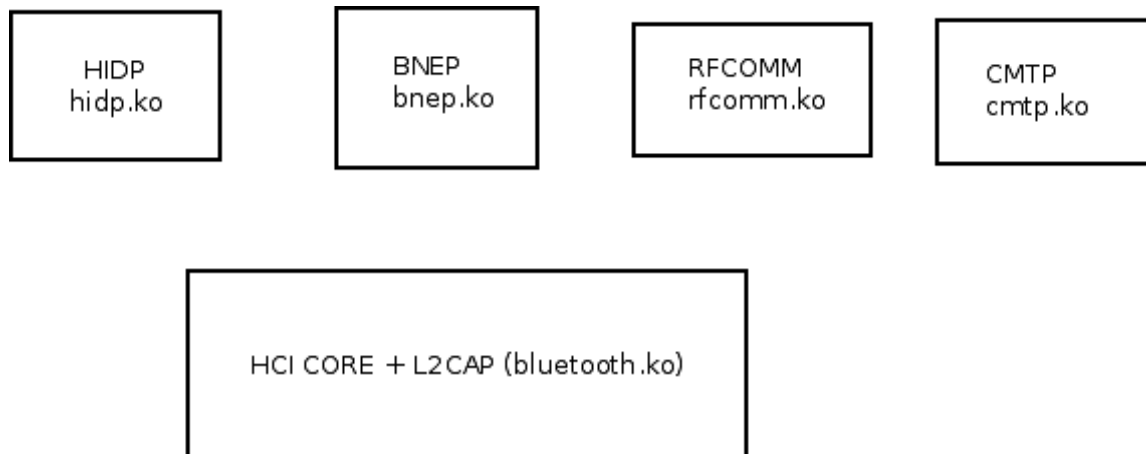 HIDP
hidp.ko
BNEP
bnep.ko
RFCOMM
rfcomm.ko
CMTP
cmtp.ko
HCI CORE + L2CAP (bluetooth.ko)